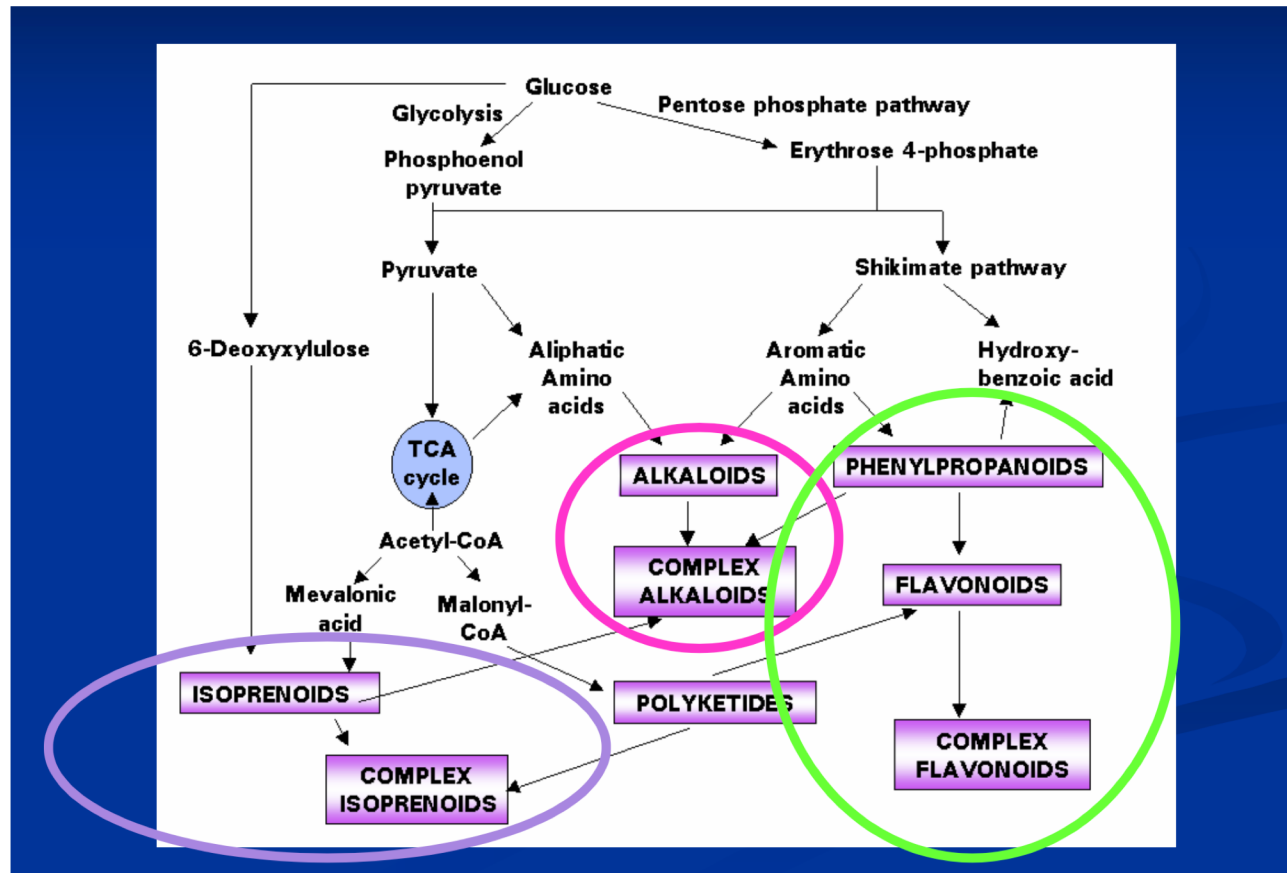 Glucose
Glycolysis
Pentose phosphate pathway
Phosphoenol
pyruvate
Erythrose 4-phosphate
Pyruvate
Shikimate pathway
6-Deoxyxylulose
Aliphatic
Amino
acids
Aromatic
Amino
acids
Hydroxy-
benzoic acid
TCA
cycle
ALKALOIDS
PHENYLPROPANOIDS
Acetyl-CoA
COMPLEX
ALKALOIDS
FLAVONOIDS
Mevalonic
acid
Malonyl-
CoA
ISOPRENOIDS
POLYKETIDES
COMPLEX
FLAVONOIDS
COMPLEX
ISOPRENOIDS